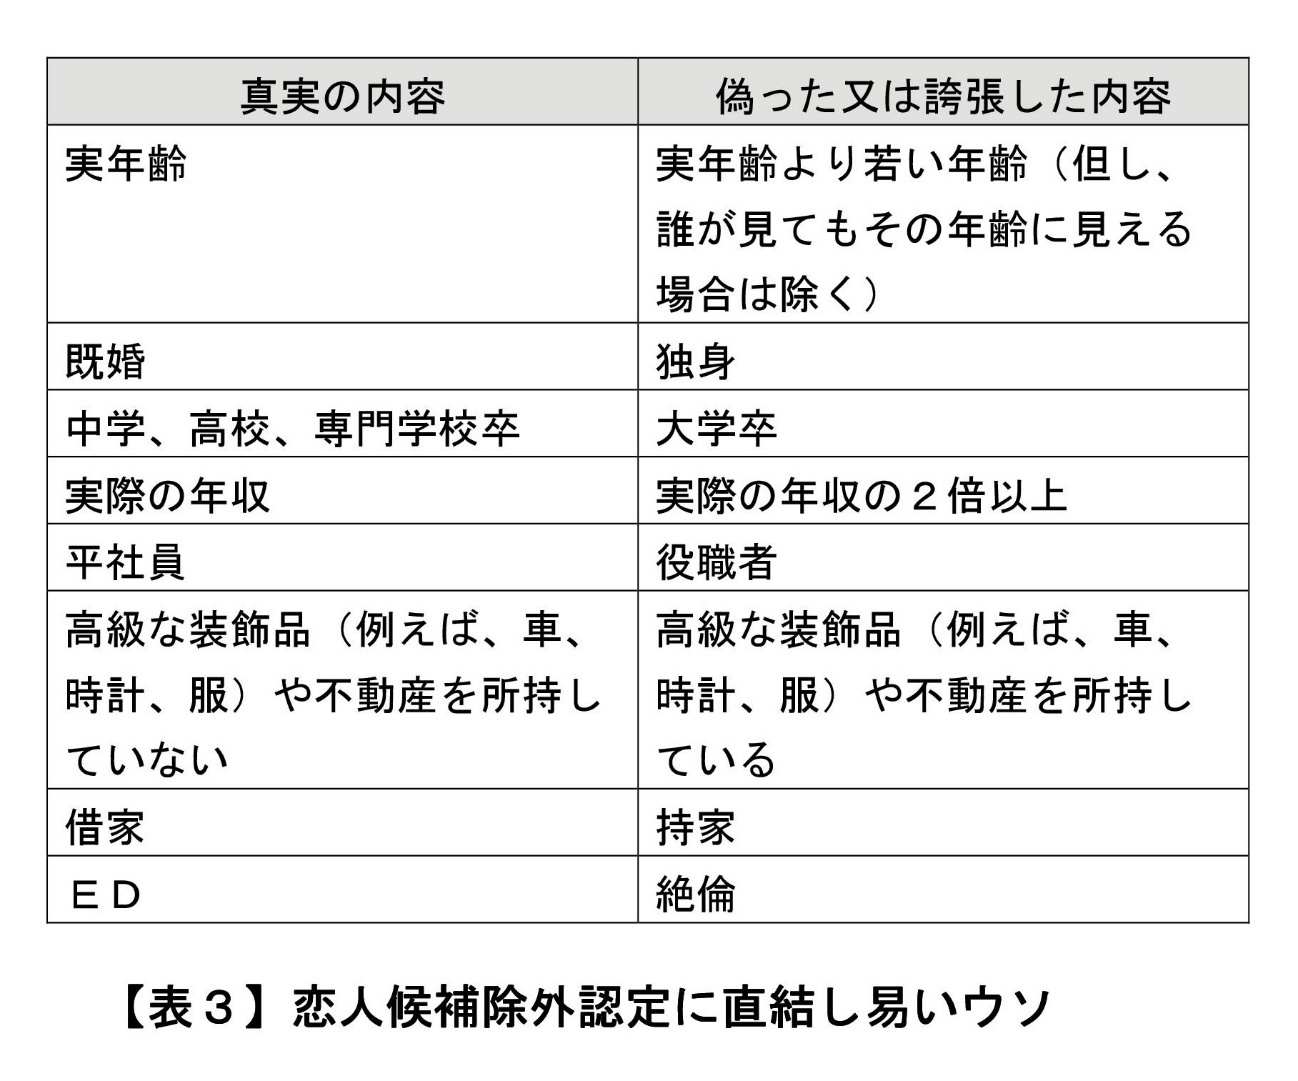 真実の内容
偽った又は誇張した内容
実年齢
実年齢より若い年齢（但し、
誰が見てもその年齢に見える
場合は除く）
既婚
独身
中学、高校、専門学校卒
大学卒
実際の年収
実際の年収の２倍以上
平社員
役職者
高級な装飾品（例えば、車、
時計、服）や不動産を所持し
ていない
高級な装飾品（例えば、車、
時計、服）や不動産を所持し
ている
借家
持家
ＥＤ
絶倫
【表３】恋人候補除外認定に直結し易いウソ